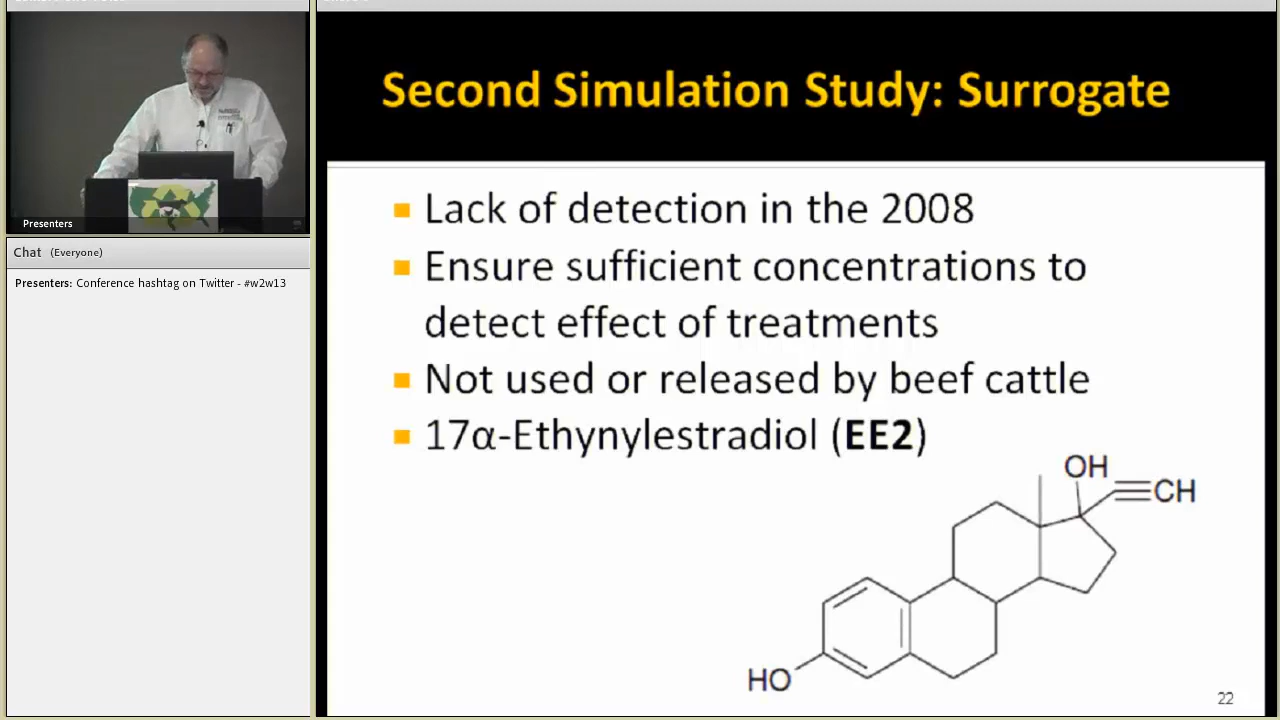 Second Simulation Study: Surrogate
Lack of detection in the 2008
Ensure sufficient concentrations to
detect effect of treatments
Not used or released by beef cattle
17α-Ethynylestradiol (EE2)
OH
CH
HO
22
Presenters
Chat (Everyone)
Presenters: Conference hashtag on Twitter - #w2w13